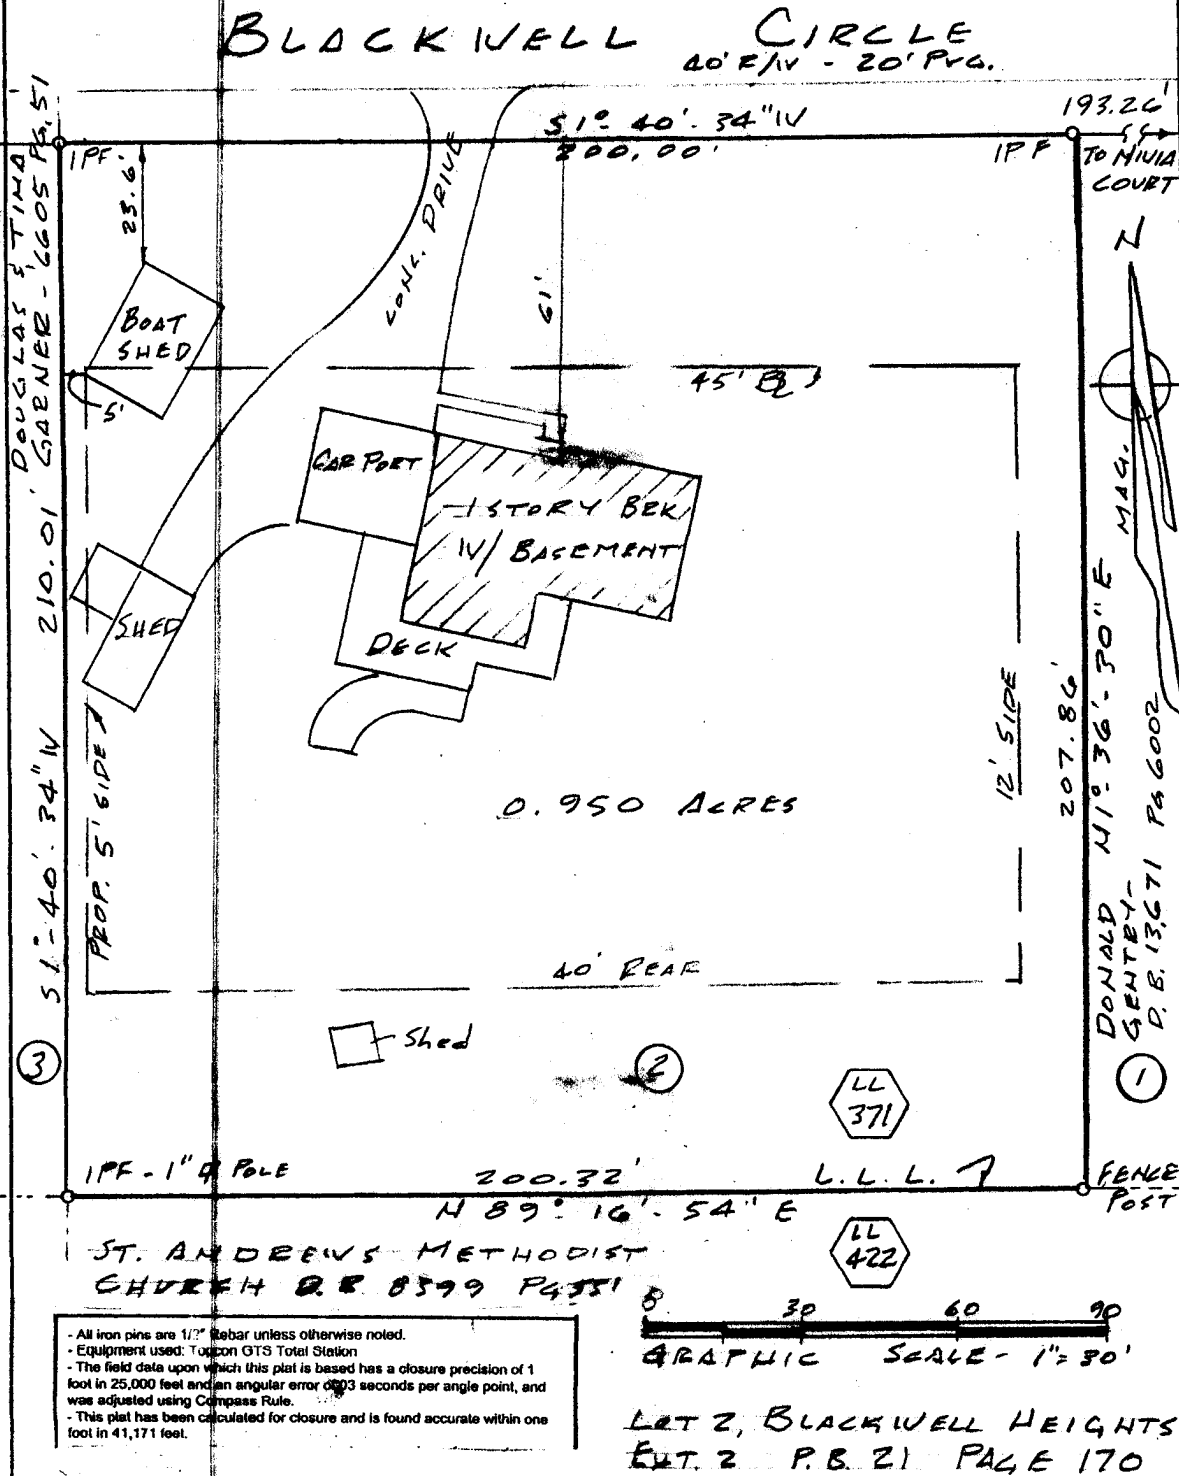 BLACKWELL CIRCLE
40' R/W - 20' PVG.
S 1° 40' 34" W
200.00'
193.26'
TO NIVIA
COURT
IPF
IPF
23.6'
DOUGLAS & TINA
GARNER - 6605 PG. 51
CONC. DRIVE
61'
BOAT
SHED
5'
45' BL
CAR PORT
1 STORY BRK
W/ BASEMENT
DECK
SHED
MAG.
210.01'
S 1° - 40' - 34" W
PROP. 5' SIDE
12' SIDE
N 1° 36' - 30" E
207.86'
DONALD
GENTRY -
D.B. 13,671 PG 6002
0.950 ACRES
40' REAR
Shed
3
2
1
LL
371
IPF - 1" POLE
200.32'
L.L.L.
N 89° 16' - 54" E
FENCE
POST
LL
422
ST. ANDREWS METHODIST
CHURCH D.B. 8399 PG 551
0 30 60 90
GRAPHIC SCALE - 1" = 30'
- All iron pins are 1/2" Rebar unless otherwise noted.
- Equipment used: Topcon GTS Total Station
- The field data upon which this plat is based has a closure precision of 1
foot in 25,000 feet and an angular error of 03 seconds per angle point, and
was adjusted using Compass Rule.
- This plat has been calculated for closure and is found accurate within one
foot in 41,171 feet.
LOT 2, BLACKWELL HEIGHTS
EXT. 2 P.B. 21 PAGE 170